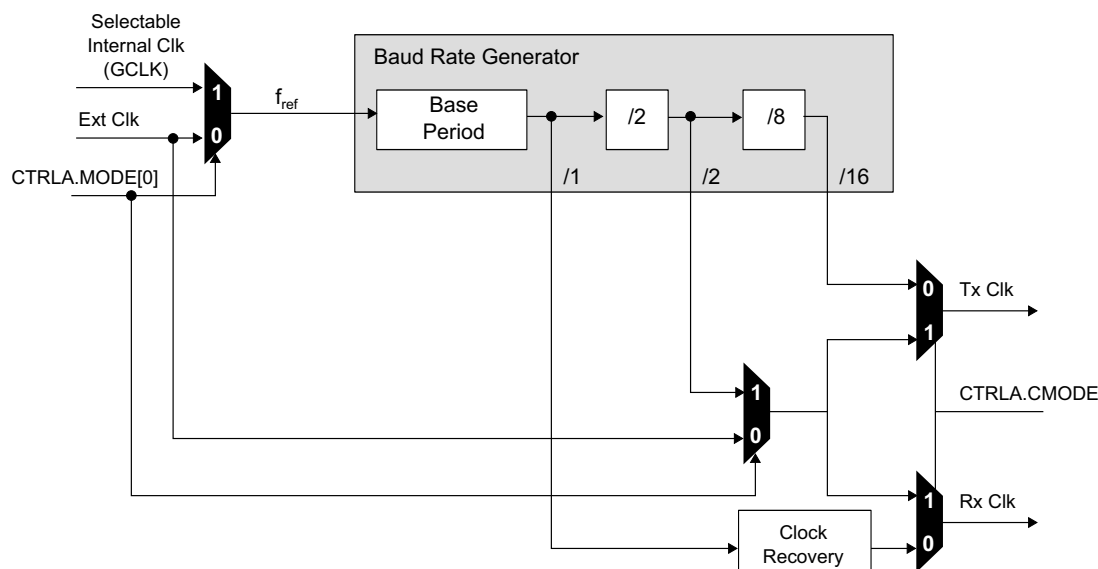 Selectable
Internal Clk
(GCLK)
Baud Rate Generator
1
f_ref
Base
Period
/2
/8
Ext Clk
0
CTRLA.MODE[0]
/1
/2
/16
0
Tx Clk
1
1
CTRLA.CMODE
0
1
Rx Clk
0
Clock
Recovery